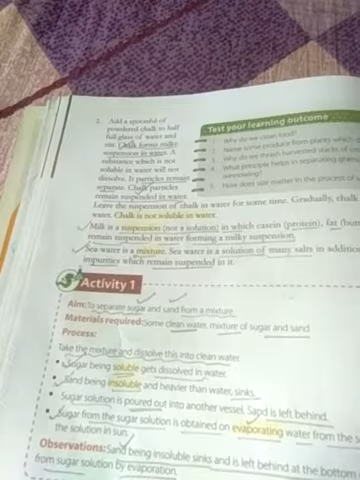 2. Add a spoonful of
powdered chalk to half
full glass of water and
stir. Chalk forms milky
suspension in water. A
substance which is not
soluble in water will not
dissolve. It particles remain
separate. Chalk particles
remain suspended in water.
Test your learning outcome
1. Why do we clean food?
2. Name some produce from plants which g
3. Why do we thresh harvested stacks of
4. What principle helps in separating grains
winnowing?
5. How does size matter in the process of
Leave the suspension of chalk in water for some time. Gradually, chalk
water. Chalk is not soluble in water.
Milk is a suspension (not a solution) in which casein (protein), fat (but
remain suspended in water forming a milky suspension.
Sea water is a mixture. Sea water is a solution of many salts in addition
impurities which remain suspended in it.
Activity 1
Aim: To separate sugar and sand from a mixture.
Materials required: Some clean water, mixture of sugar and sand
Process:
Take the mixture and dissolve this into clean water.
• Sugar being soluble gets dissolved in water.
• Sand being insoluble and heavier than water, sinks.
• Sugar solution is poured out into another vessel. Sand is left behind.
• Sugar from the sugar solution is obtained on evaporating water from the s
the solution in sun.
Observations: Sand being insoluble sinks and is left behind at the bottom
from sugar solution by evaporation.